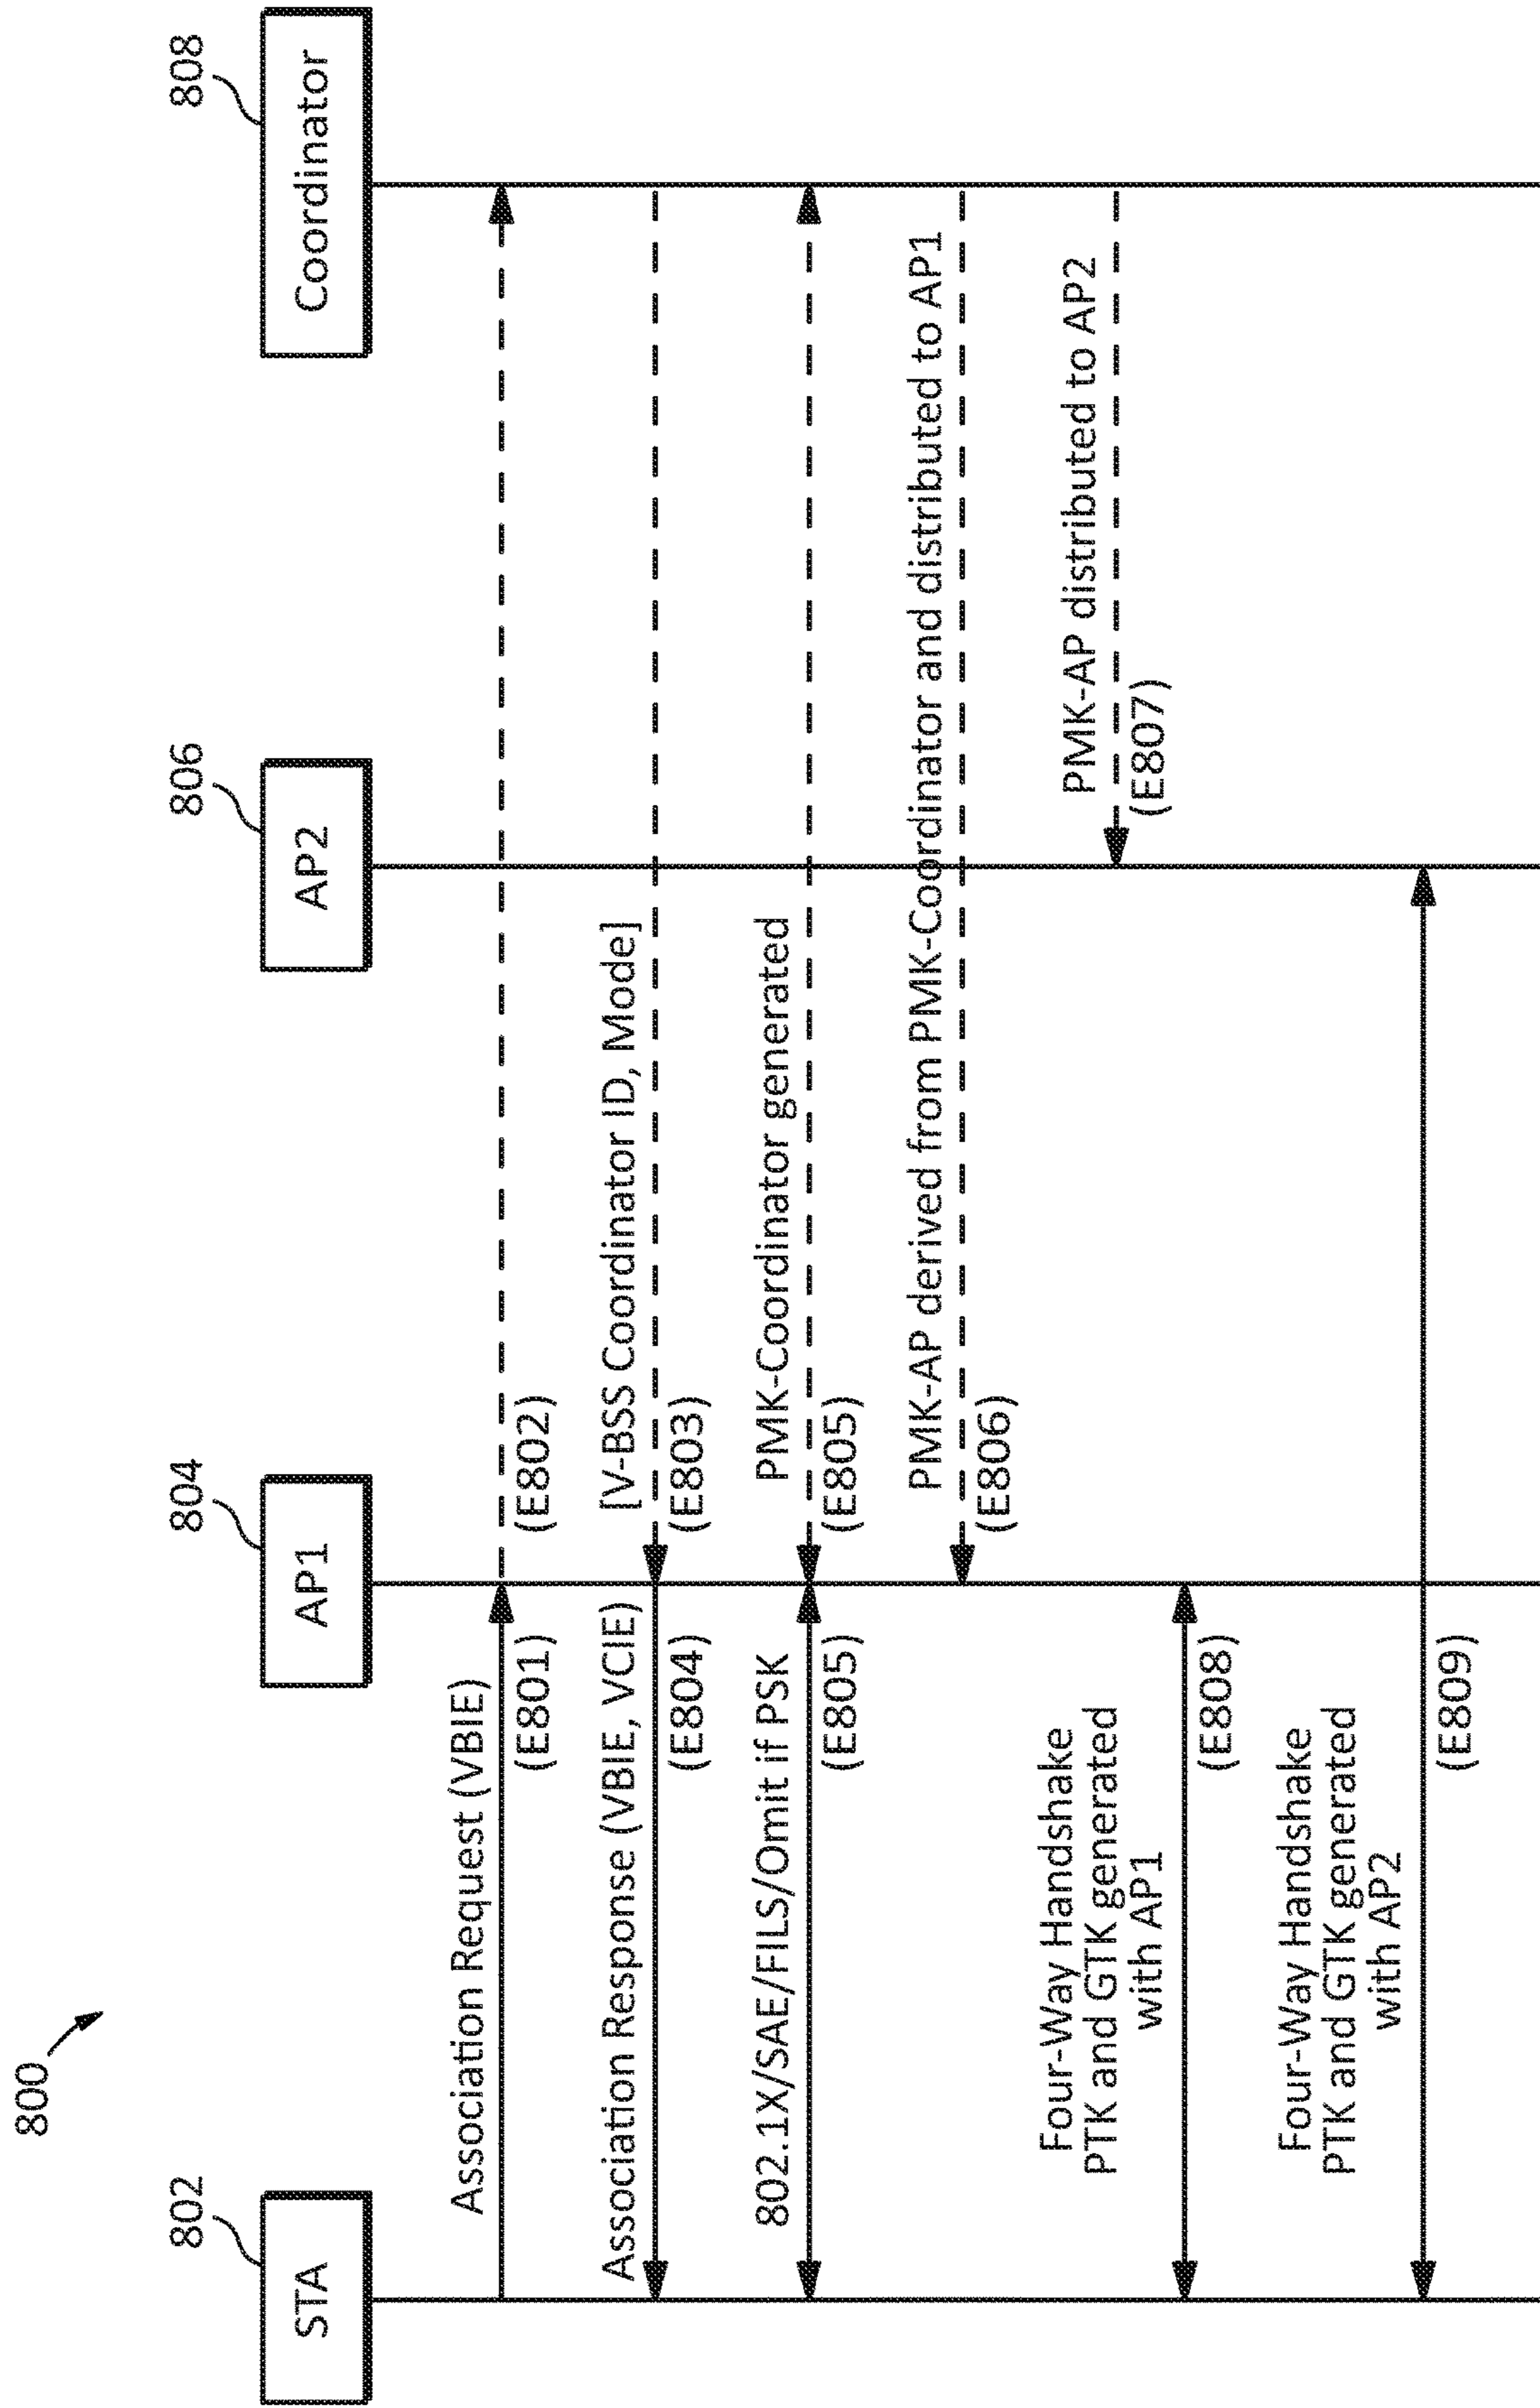 800
802
804
806
808
STA
AP1
AP2
Coordinator
Association Request (VBIE)
(E801)
(E802)
Association Response (VBIE, VCIE)
(E804)
[V-BSS Coordinator ID, Mode]
(E803)
802.1X/SAE/FILS/Omit if PSK
(E805)
PMK-Coordinator generated
(E805)
PMK-AP derived from PMK-Coordinator and distributed to AP1
(E806)
PMK-AP distributed to AP2
(E807)
Four-Way Handshake
PTK and GTK generated
with AP1
(E808)
Four-Way Handshake
PTK and GTK generated
with AP2
(E809)